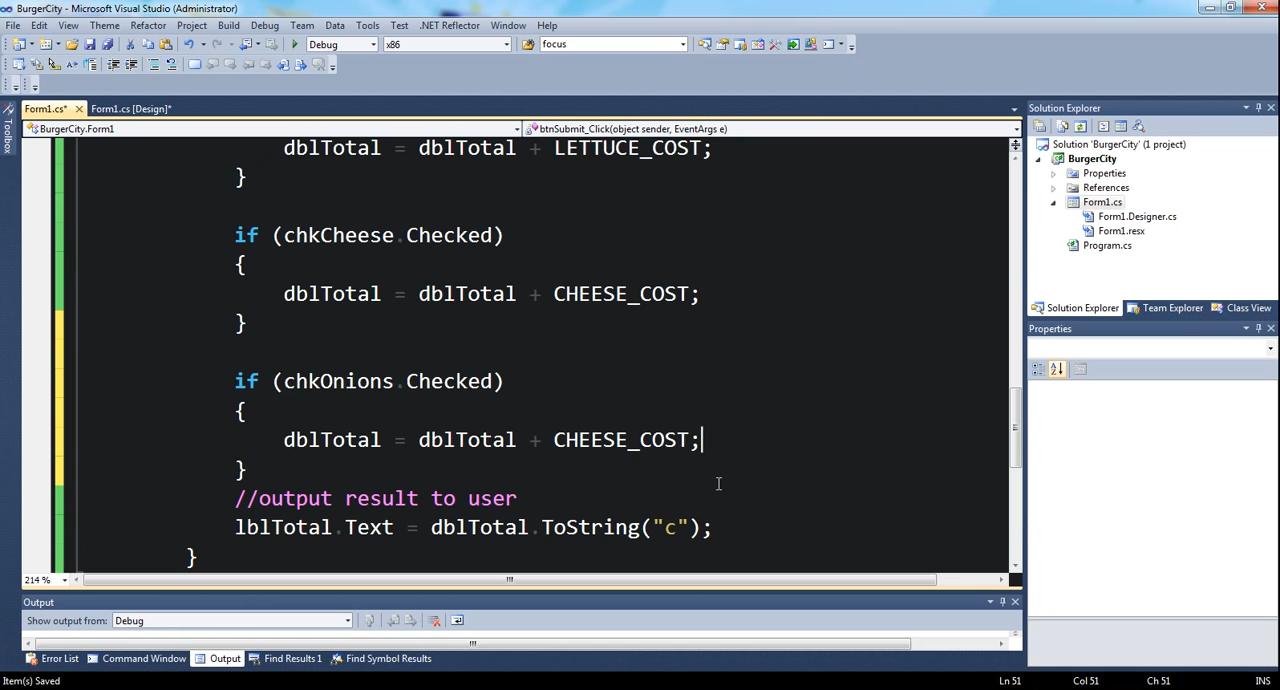 BurgerCity - Microsoft Visual Studio (Administrator)
File Edit View Theme Refactor Project Build Debug Team Data Tools Test .NET Reflector Window Help
Debug x86 focus
Form1.cs* Form1.cs [Design]*
BurgerCity.Form1 btnSubmit_Click(object sender, EventArgs e)
Toolbox
dblTotal = dblTotal + LETTUCE_COST;
}
if (chkCheese.Checked)
{
dblTotal = dblTotal + CHEESE_COST;
}
if (chkOnions.Checked)
{
dblTotal = dblTotal + CHEESE_COST;
}
//output result to user
lblTotal.Text = dblTotal.ToString("c");
}
214 %
Solution Explorer
Solution 'BurgerCity' (1 project)
BurgerCity
Properties
References
Form1.cs
Form1.Designer.cs
Form1.resx
Program.cs
Solution Explorer Team Explorer Class View
Properties
Output
Show output from: Debug
Error List Command Window Output Find Results 1 Find Symbol Results
Item(s) Saved Ln 51 Col 51 Ch 51 INS